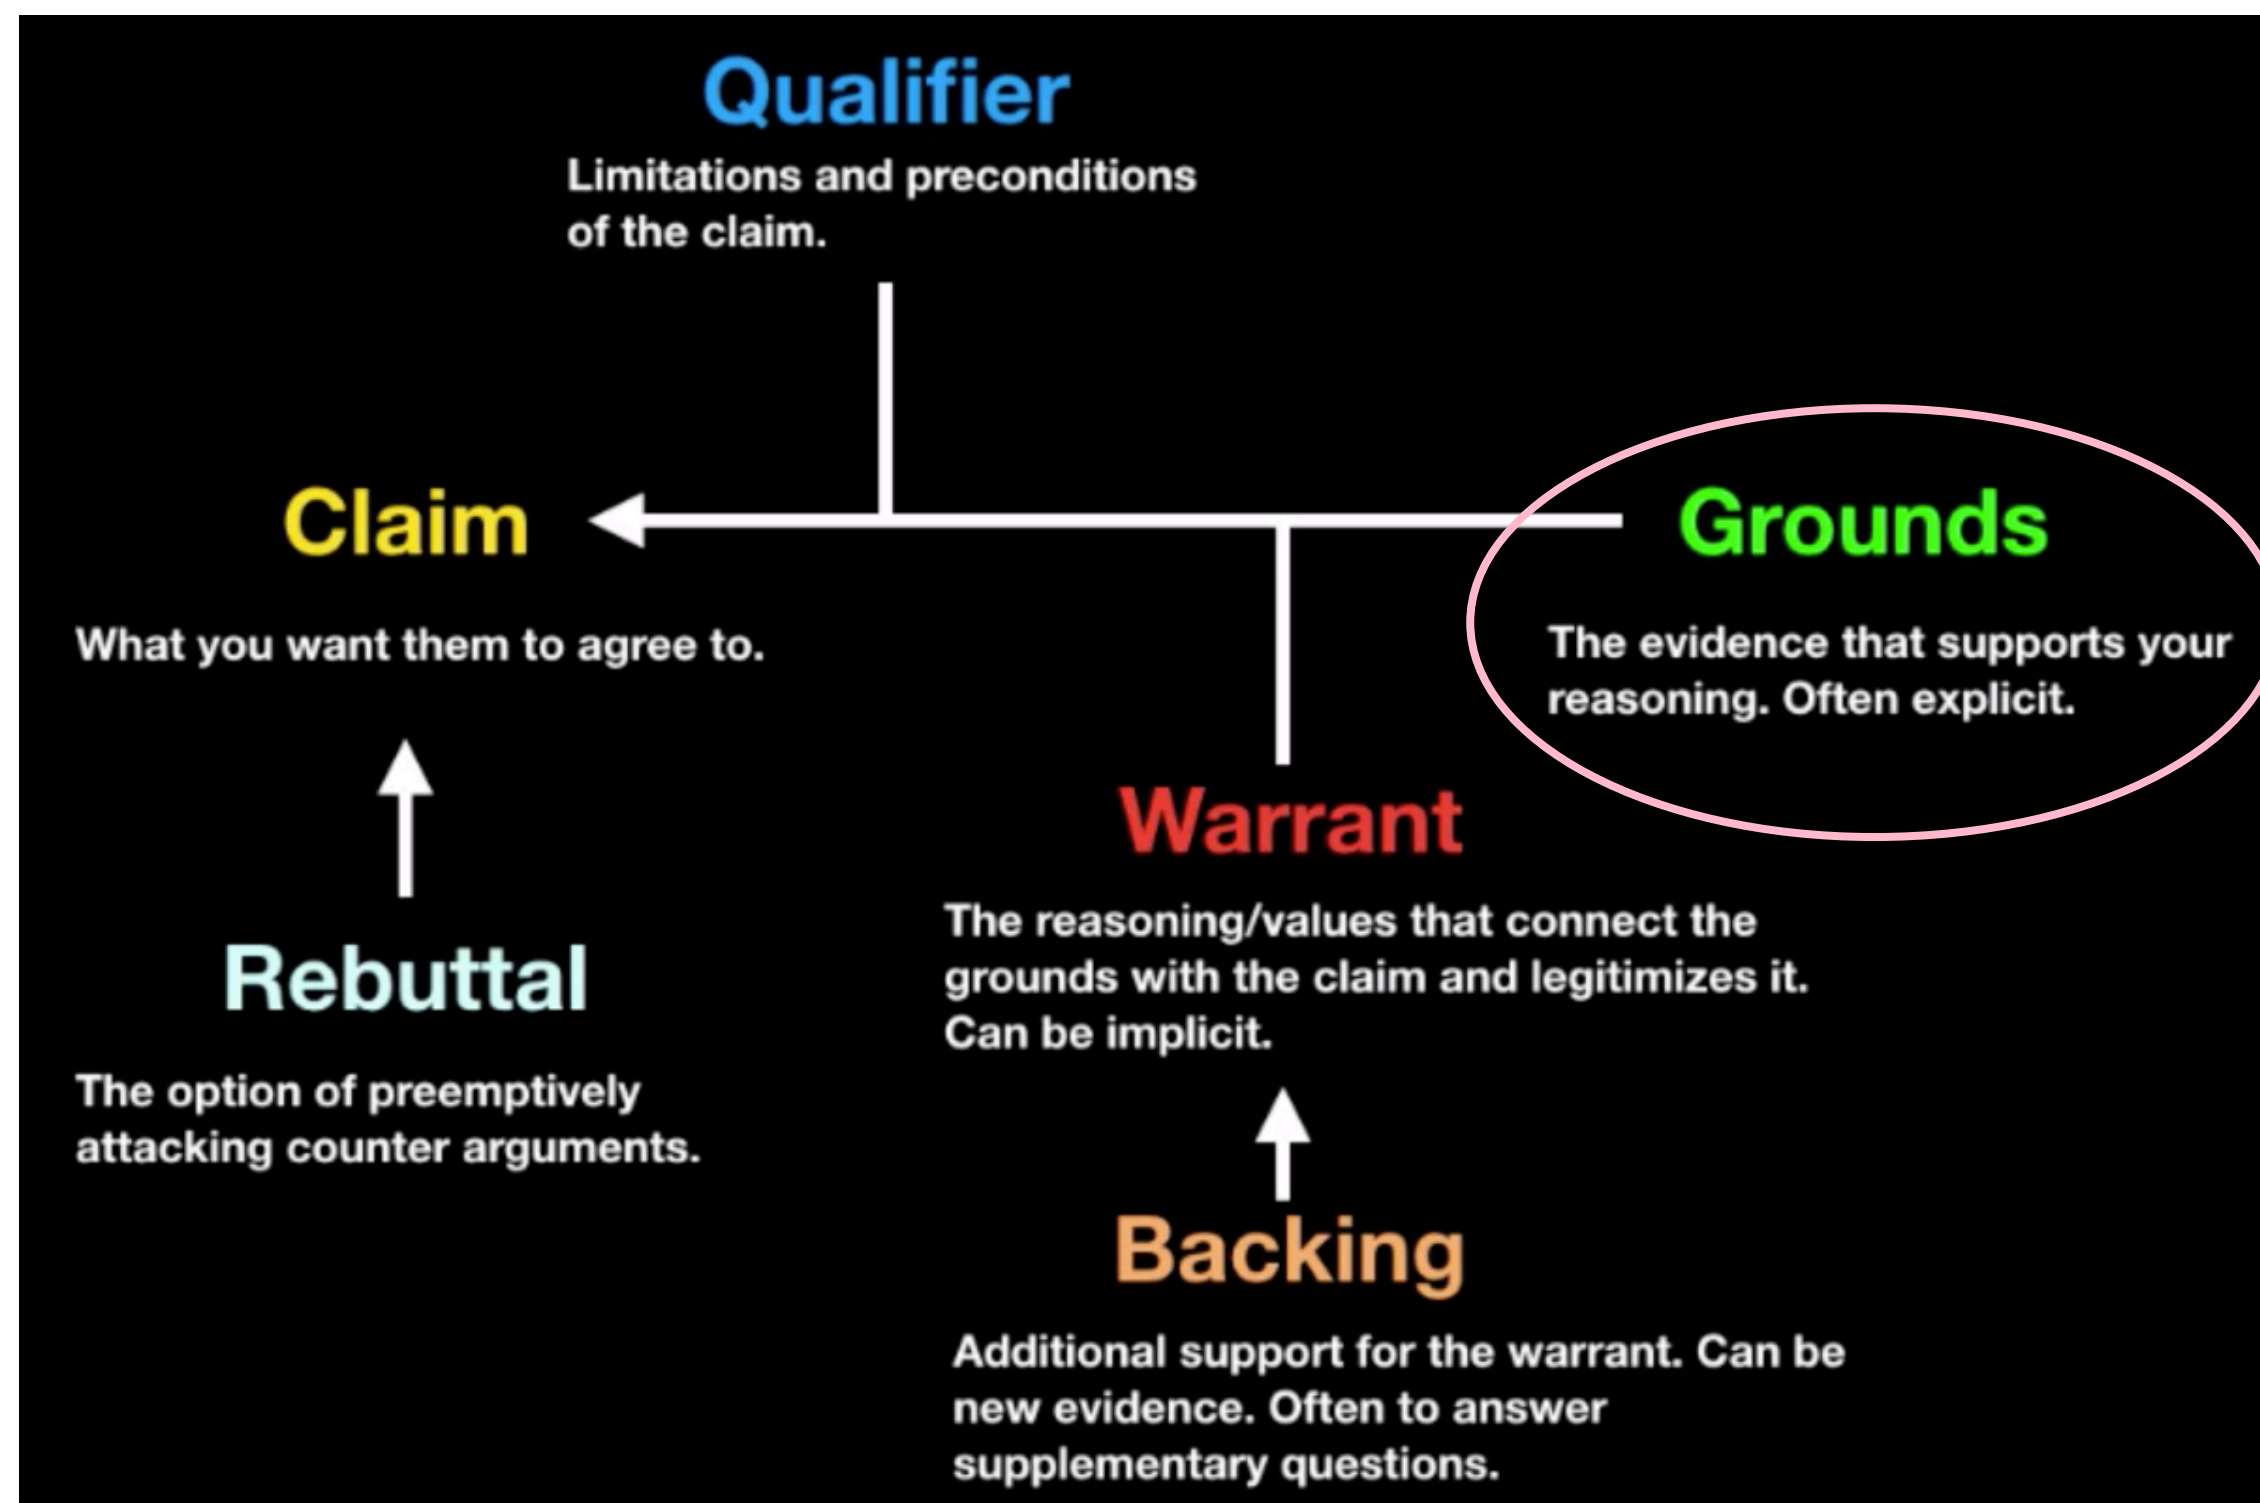 Qualifier
Limitations and preconditions
of the claim.
Claim
What you want them to agree to.
Grounds
The evidence that supports your
reasoning. Often explicit.
Warrant
The reasoning/values that connect the
grounds with the claim and legitimizes it.
Can be implicit.
Rebuttal
The option of preemptively
attacking counter arguments.
Backing
Additional support for the warrant. Can be
new evidence. Often to answer
supplementary questions.